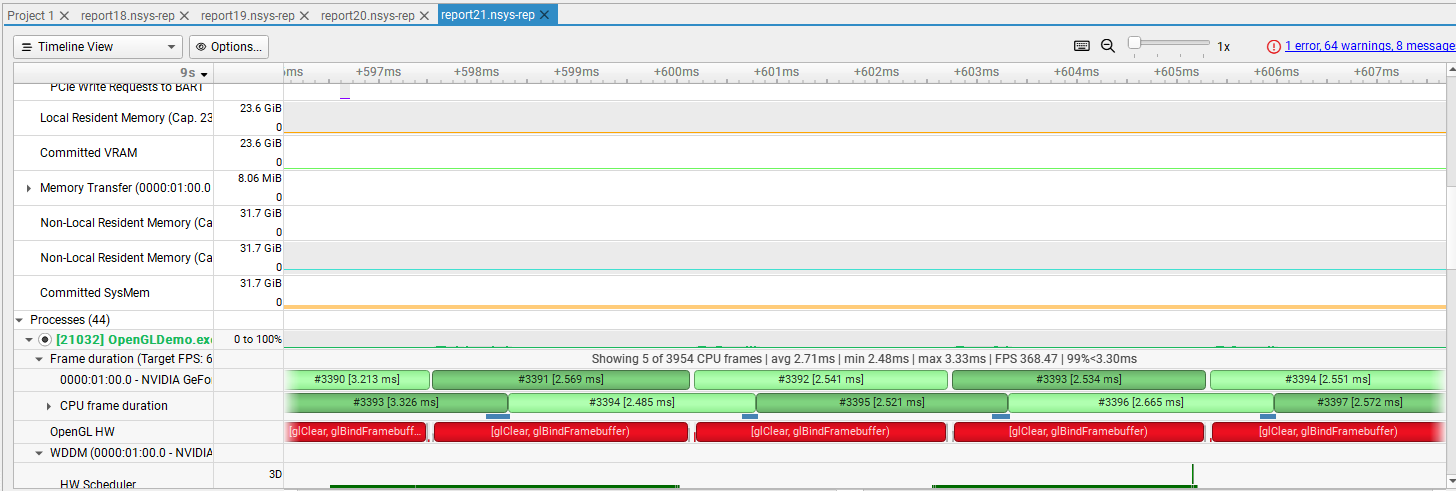 Project 1 report18.nsys-rep report19.nsys-rep report20.nsys-rep report21.nsys-rep
Timeline View Options... 1x 1 error, 64 warnings, 8 message
9s ms +597ms +598ms +599ms +600ms +601ms +602ms +603ms +604ms +605ms +606ms +607ms
PCIe Write Requests to BAR1
Local Resident Memory (Cap. 23 23.6 GiB
0
Committed VRAM 23.6 GiB
0
Memory Transfer (0000:01:00.0 8.06 MiB
0
Non-Local Resident Memory (Ca 31.7 GiB
0
Non-Local Resident Memory (Ca 31.7 GiB
0
Committed SysMem 31.7 GiB
0
Processes (44)
[21032] OpenGLDemo.exe 0 to 100%
Frame duration (Target FPS: 6 Showing 5 of 3954 CPU frames | avg 2.71ms | min 2.48ms | max 3.33ms | FPS 368.47 | 99%<3.30ms
0000:01:00.0 - NVIDIA GeFo #3390 [3.213 ms] #3391 [2.569 ms] #3392 [2.541 ms] #3393 [2.534 ms] #3394 [2.551 ms]
CPU frame duration #3393 [3.326 ms] #3394 [2.485 ms] #3395 [2.521 ms] #3396 [2.665 ms] #3397 [2.572 ms]
OpenGL HW [glClear, glBindFramebuff... [glClear, glBindFramebuffer) [glClear, glBindFramebuffer) [glClear, glBindFramebuffer) [glClear, glBindFramebuffer)
WDDM (0000:01:00.0 - NVIDIA
HW Scheduler 3D